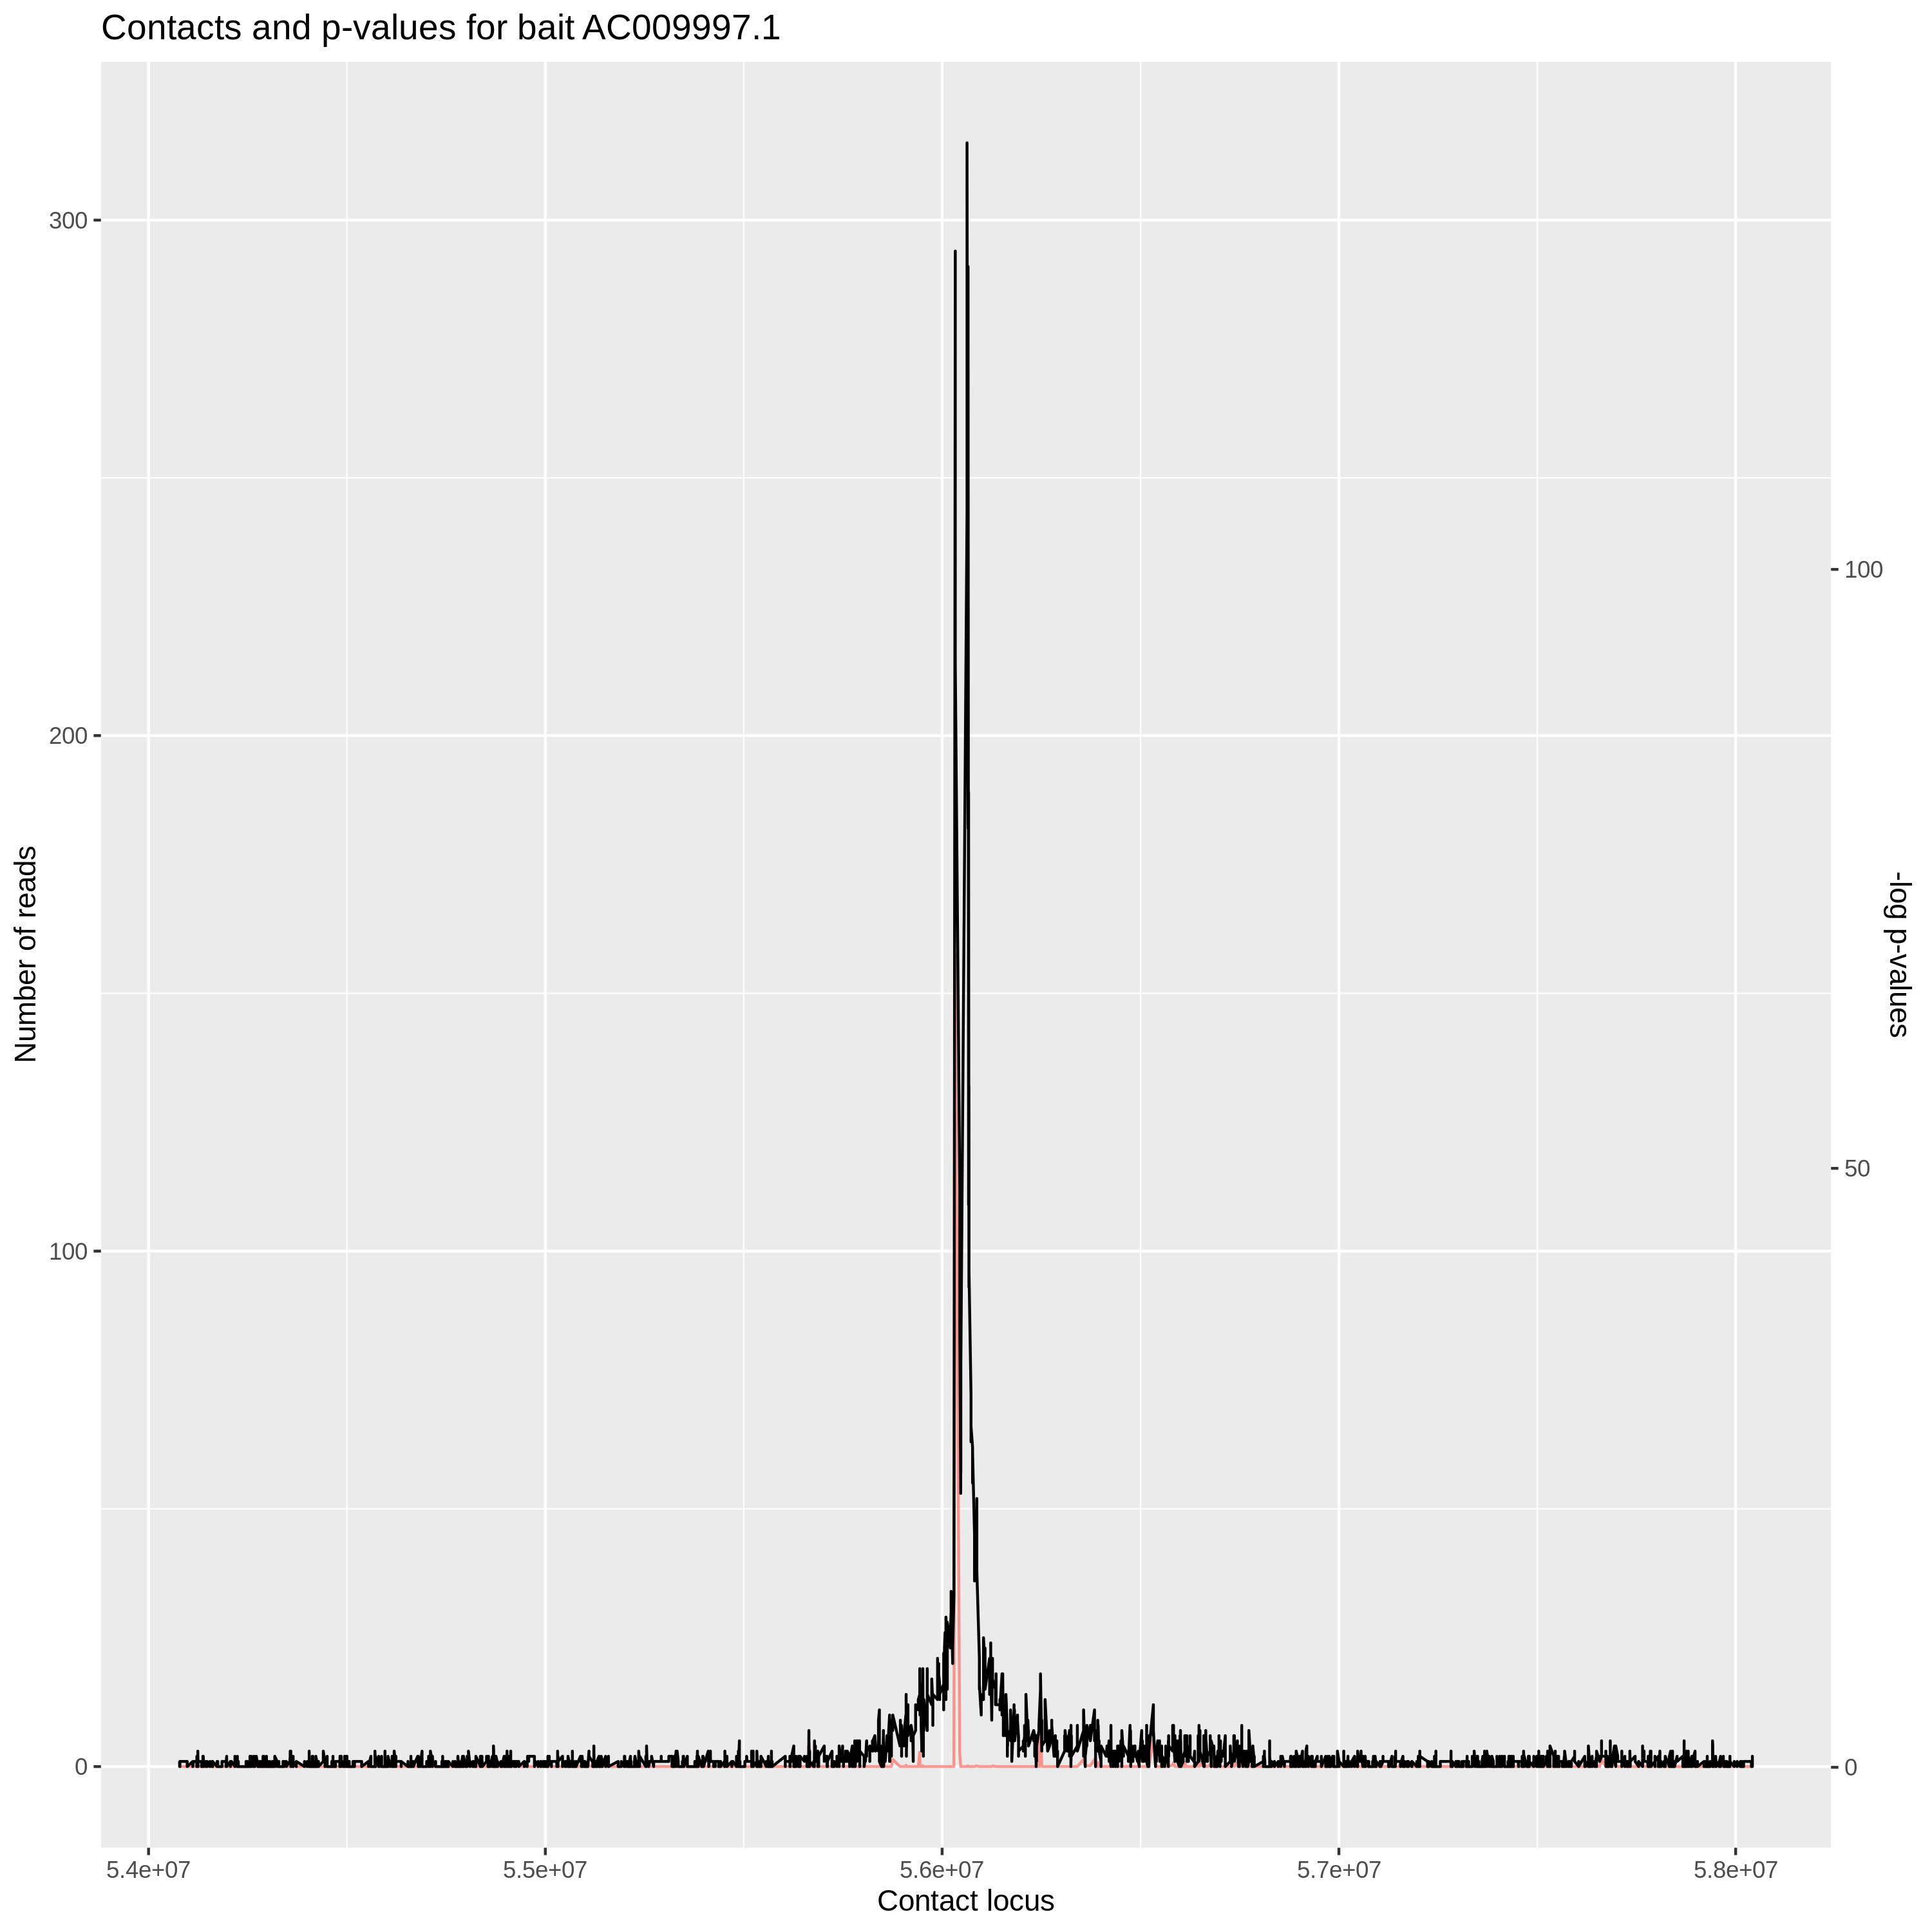 Contacts and p-values for bait AC009997.1
300
200
100
0
Number of reads
100
50
0
-log p-values
5.4e+07
5.5e+07
5.6e+07
5.7e+07
5.8e+07
Contact locus